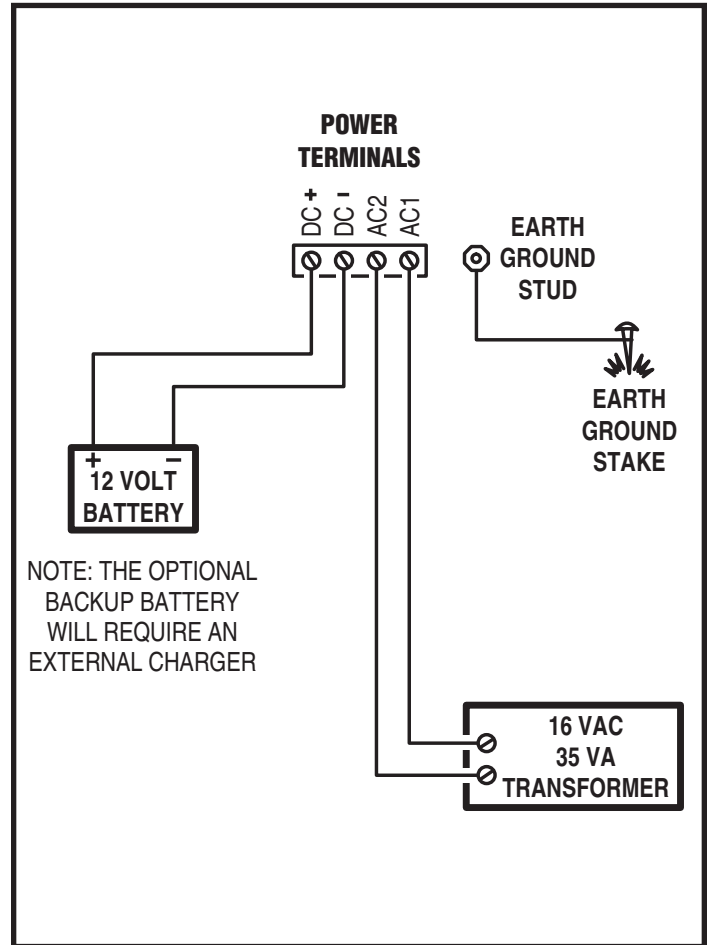 POWER
TERMINALS
DC +
DC -
AC2
AC1
EARTH
GROUND
STUD
EARTH
GROUND
STAKE
+ -
12 VOLT
BATTERY
NOTE: THE OPTIONAL
BACKUP BATTERY
WILL REQUIRE AN
EXTERNAL CHARGER
16 VAC
35 VA
TRANSFORMER